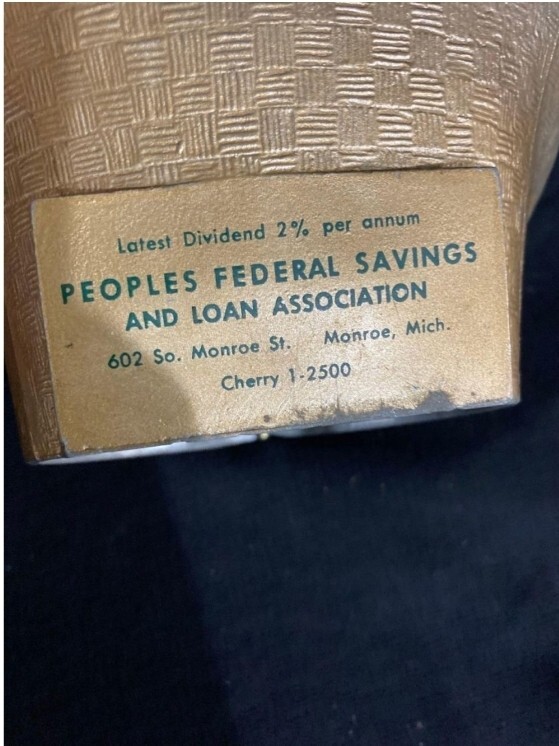 Latest Dividend 2% per annum
PEOPLES FEDERAL SAVINGS
AND LOAN ASSOCIATION
602 So. Monroe St. Monroe, Mich.
Cherry 1-2500